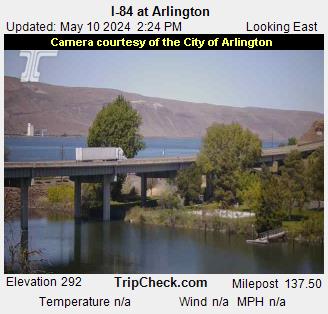 I-84 at Arlington
Updated: May 10 2024 2:24 PM Looking East
Camera courtesy of the City of Arlington
Elevation 292 TripCheck.com Milepost 137.50
Temperature n/a Wind n/a MPH n/a